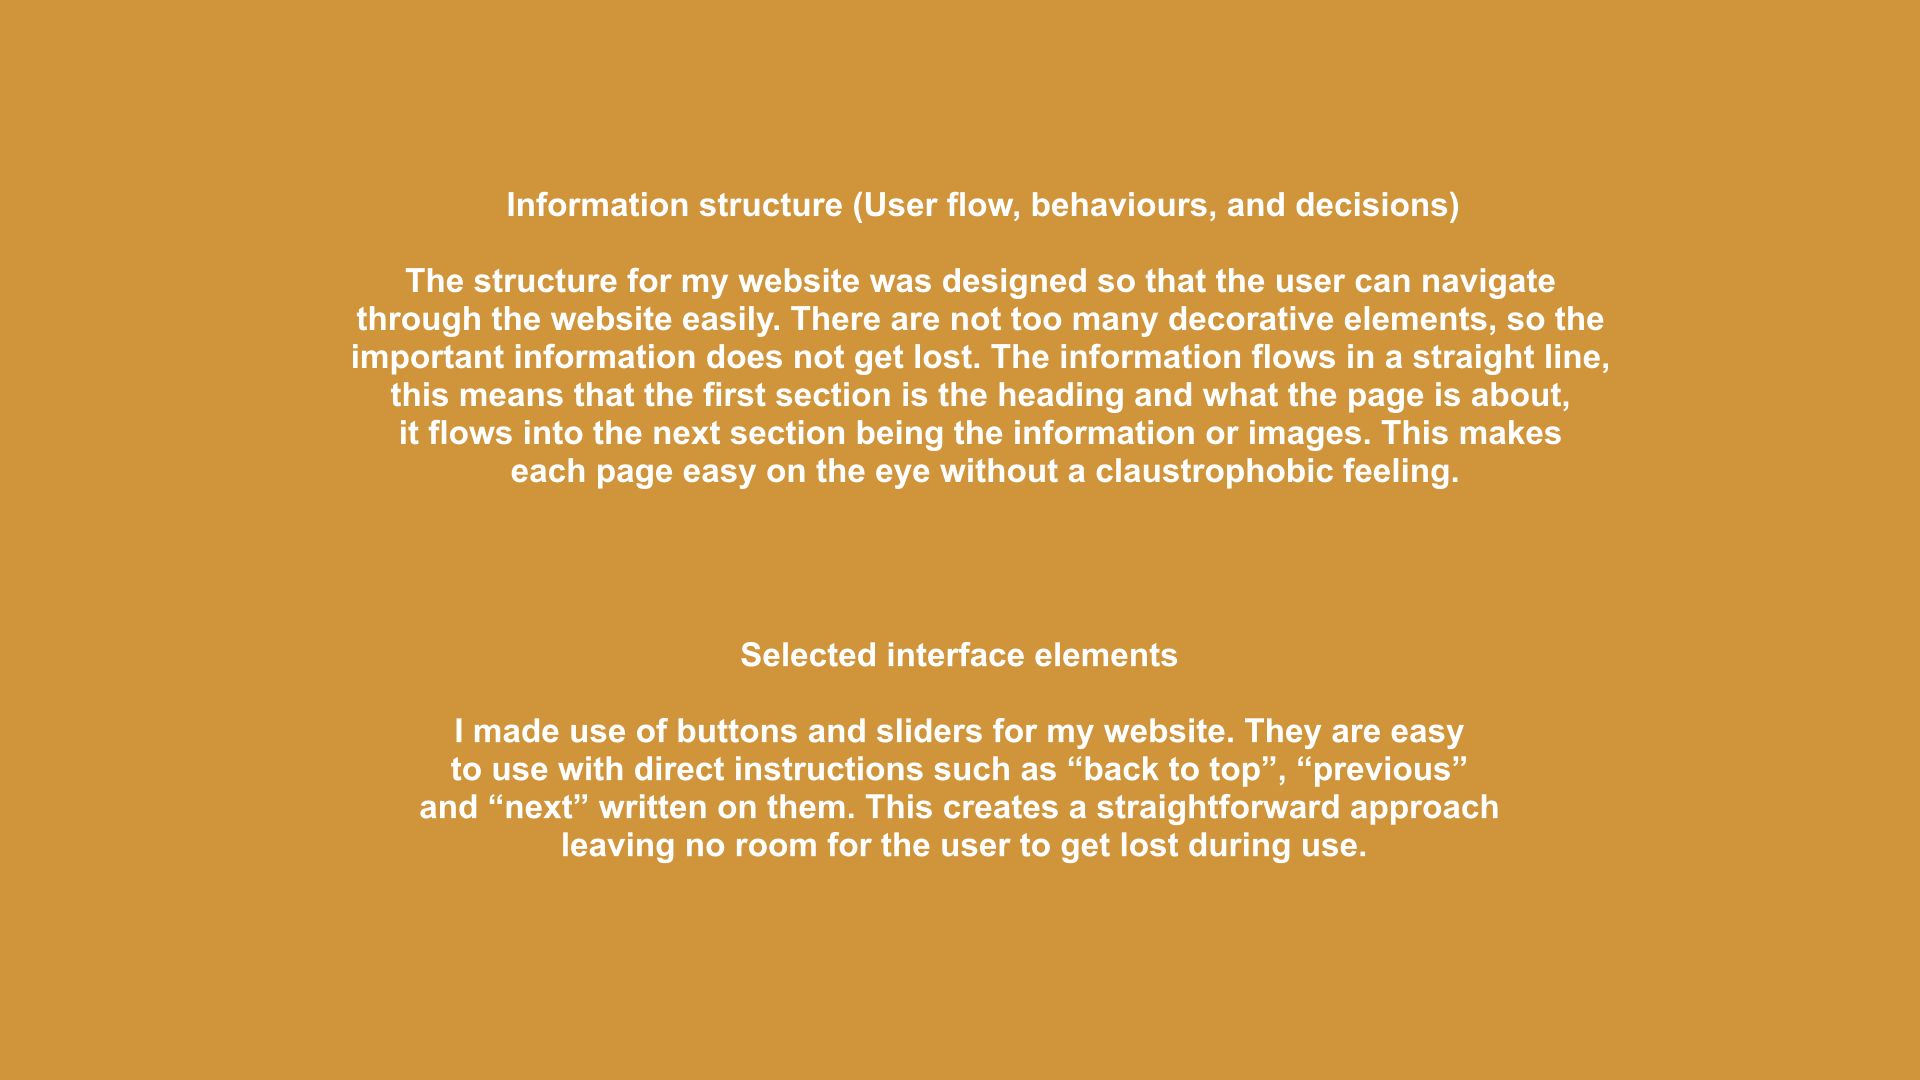 Information structure (User flow, behaviours, and decisions)
The structure for my website was designed so that the user can navigate
through the website easily. There are not too many decorative elements, so the
important information does not get lost. The information flows in a straight line,
this means that the first section is the heading and what the page is about,
it flows into the next section being the information or images. This makes
each page easy on the eye without a claustrophobic feeling.
Selected interface elements
I made use of buttons and sliders for my website. They are easy
to use with direct instructions such as “back to top”, “previous”
and “next” written on them. This creates a straightforward approach
leaving no room for the user to get lost during use.